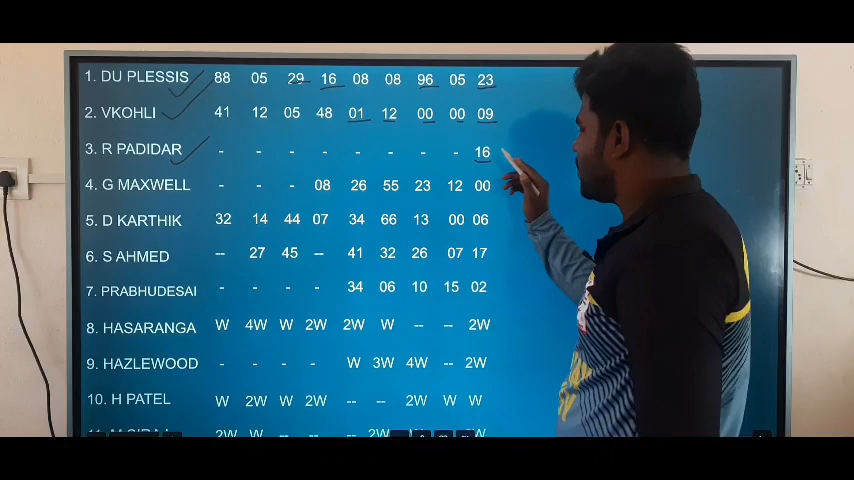 1. DU PLESSIS 88 05 29 16 08 08 96 05 23
2. VKOHLI 41 12 05 48 01 12 00 00 09
3. R PADIDAR - - - - - - - - 16
4. G MAXWELL - - - 08 26 55 23 12 00
5. D KARTHIK 32 14 44 07 34 66 13 00 06
6. S AHMED -- 27 45 -- 41 32 26 07 17
7. PRABHUDESAI - - - - 34 06 10 15 02
8. HASARANGA W 4W W 2W 2W W -- -- 2W
9. HAZLEWOOD - - - - W 3W 4W -- 2W
10. H PATEL W 2W W 2W -- -- 2W W W
2W W -- -- -- 2W